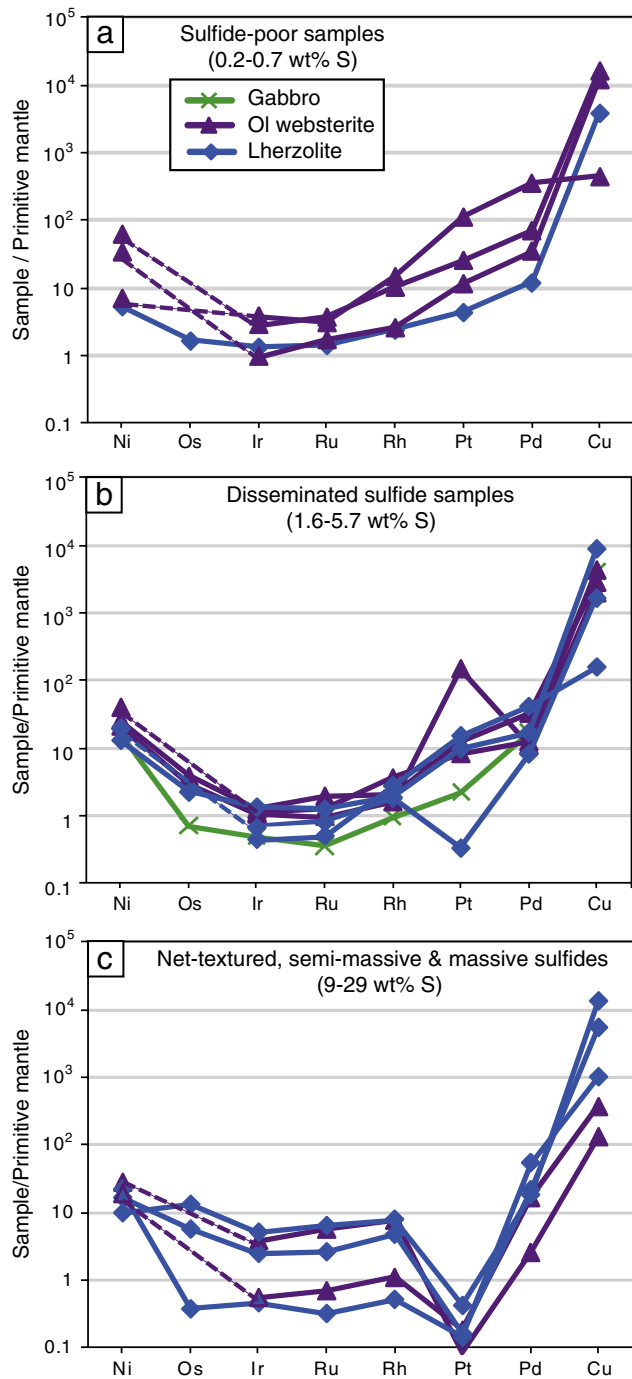 a
Sulfide-poor samples
(0.2-0.7 wt% S)
Gabbro
Ol websterite
Lherzolite
Sample / Primitive mantle
10^5
10^4
10^3
10^2
10
1
0.1
Ni Os Ir Ru Rh Pt Pd Cu
b
Disseminated sulfide samples
(1.6-5.7 wt% S)
Sample/Primitive mantle
10^5
10^4
10^3
10^2
10
1
0.1
Ni Os Ir Ru Rh Pt Pd Cu
c
Net-textured, semi-massive & massive sulfides
(9-29 wt% S)
Sample/Primitive mantle
10^5
10^4
10^3
10^2
10
1
0.1
Ni Os Ir Ru Rh Pt Pd Cu